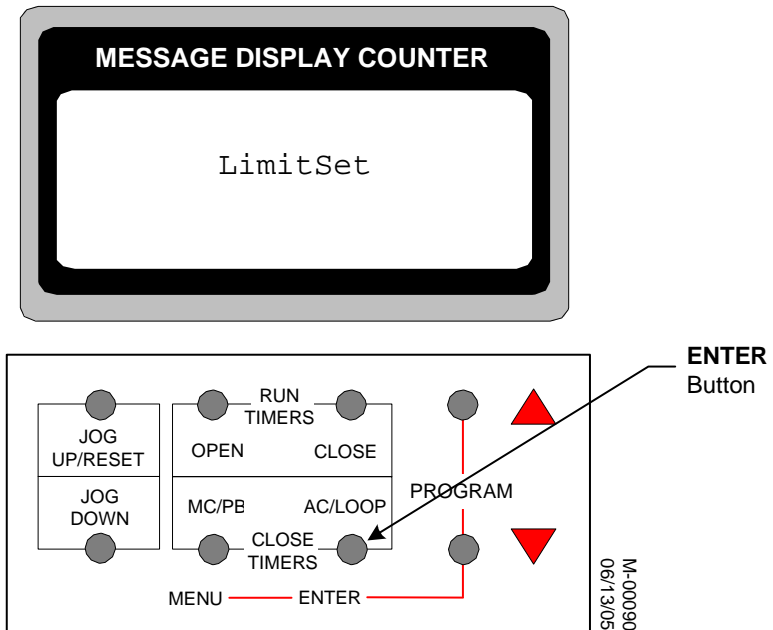 MESSAGE DISPLAY COUNTER
LimitSet
ENTER
Button
RUN
TIMERS
JOG
UP/RESET
OPEN
CLOSE
JOG
DOWN
MC/PB
AC/LOOP
PROGRAM
CLOSE
TIMERS
MENU
ENTER
M-00090
06/13/05